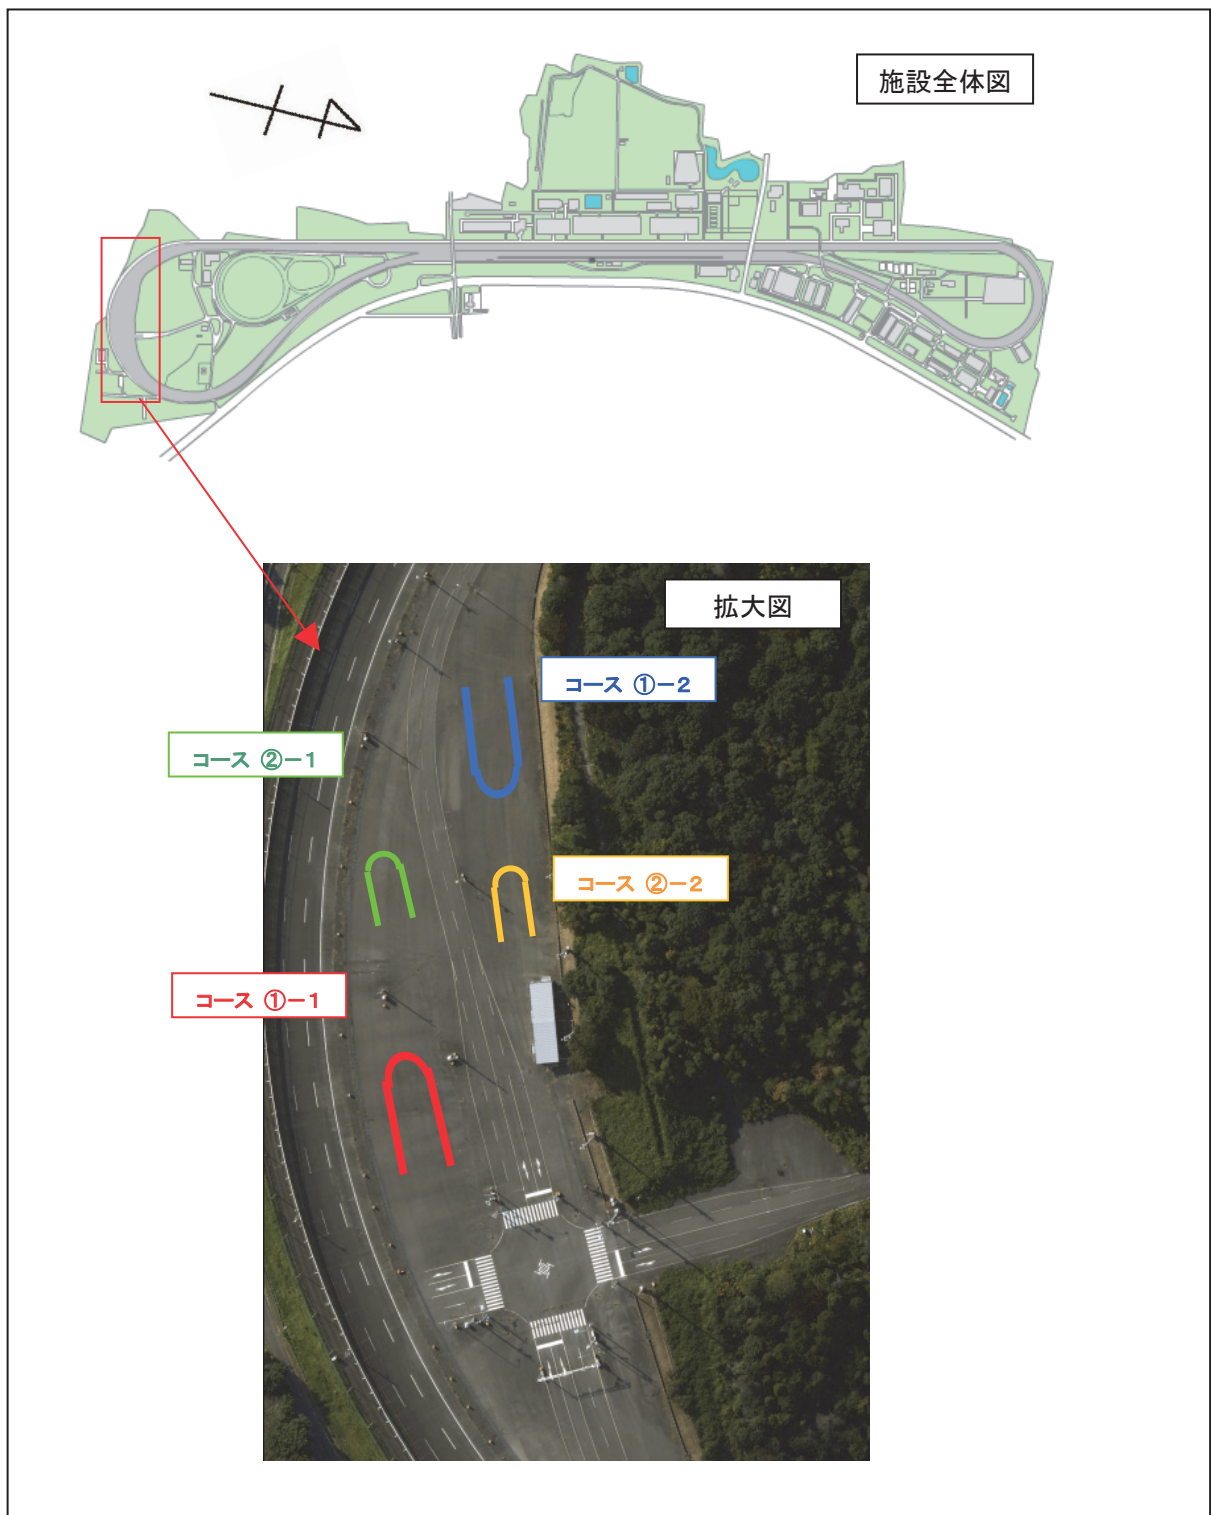 施設全体図
拡大図
コース ①－２
コース ②－１
コース ②－２
コース ①－１